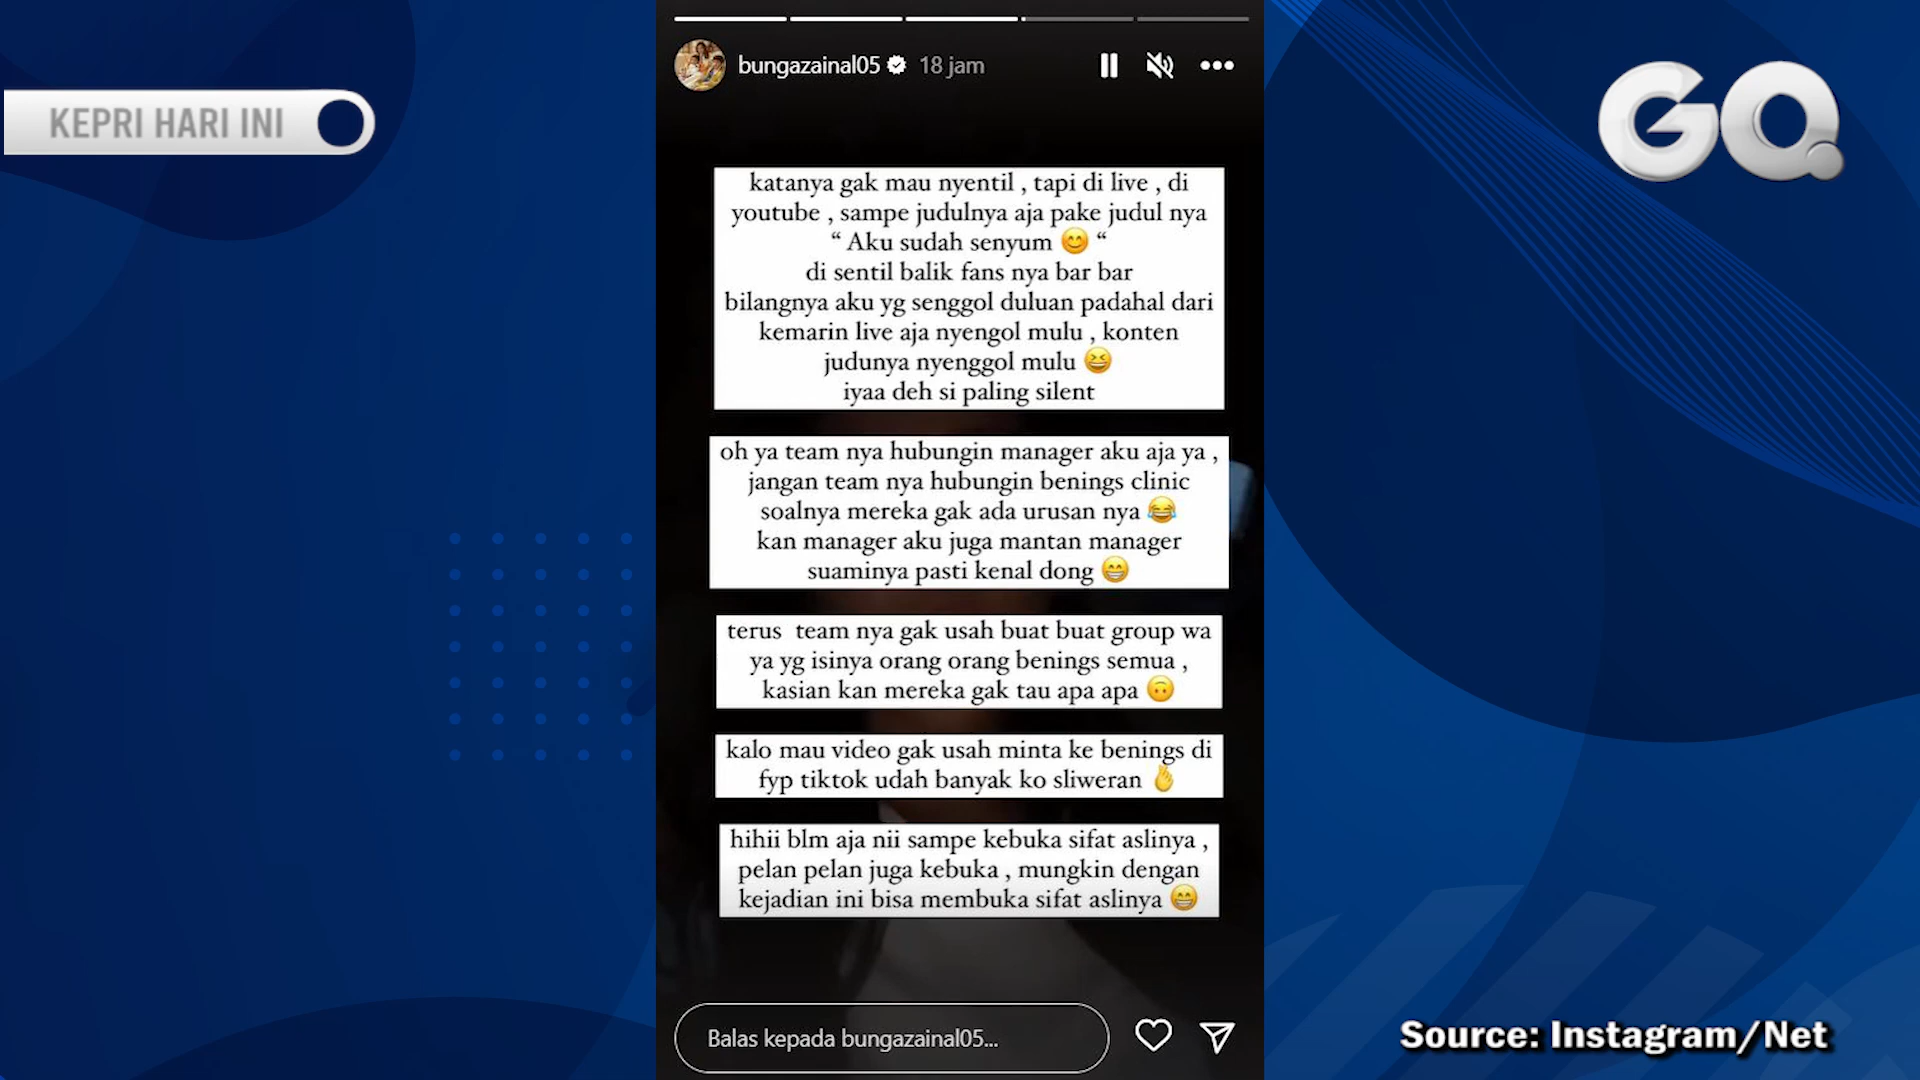 KEPRI HARI INI
GQ
bungazainal05 18 jam
katanya gak mau nyentil , tapi di live , di
youtube , sampe judulnya aja pake judul nya
“ Aku sudah senyum 😊 “
di sentil balik fans nya bar bar
bilangnya aku yg senggol duluan padahal dari
kemarin live aja nyengol mulu , konten
judunya nyenggol mulu 😆
iyaa deh si paling silent
oh ya team nya hubungin manager aku aja ya ,
jangan team nya hubungin benings clinic
soalnya mereka gak ada urusan nya 😂
kan manager aku juga mantan manager
suaminya pasti kenal dong 😁
terus team nya gak usah buat buat group wa
ya yg isinya orang orang benings semua ,
kasian kan mereka gak tau apa apa 🙃
kalo mau video gak usah minta ke benings di
fyp tiktok udah banyak ko sliweran 🫰
hihii blm aja nii sampe kebuka sifat aslinya ,
pelan pelan juga kebuka , mungkin dengan
kejadian ini bisa membuka sifat aslinya 😁
Balas kepada bungazainal05...
Source: Instagram/Net